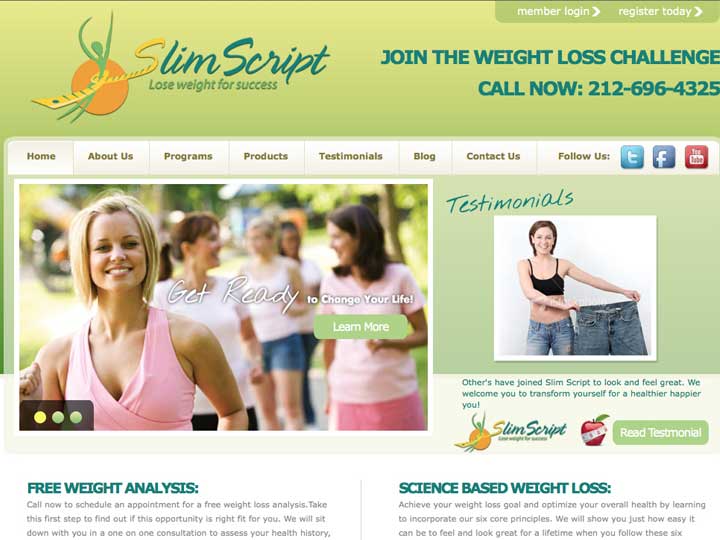 member login
register today
Slim Script
Lose weight for success
JOIN THE WEIGHT LOSS CHALLENGE
CALL NOW: 212-696-4325
Home
About Us
Programs
Products
Testimonials
Blog
Contact Us
Follow Us:
You
Tube
Testimonials
Get Ready to Change Your Life!
Learn More
Other's have joined Slim Script to look and feel great. We
welcome you to transform yourself for a healthier happier
you!
Slim Script
Lose weight for success
Read Testmonial
FREE WEIGHT ANALYSIS:
Call now to schedule an appointment for a free weight loss analysis.Take
this first step to find out if this opportunity is right fit for you. We will sit
down with you in a one on one consultation to assess your health history,
SCIENCE BASED WEIGHT LOSS:
Achieve your weight loss goal and optimize your overall health by learning
to incorporate our six core principles. We will show you just how easy it
can be to feel and look great for a lifetime when you follow these six